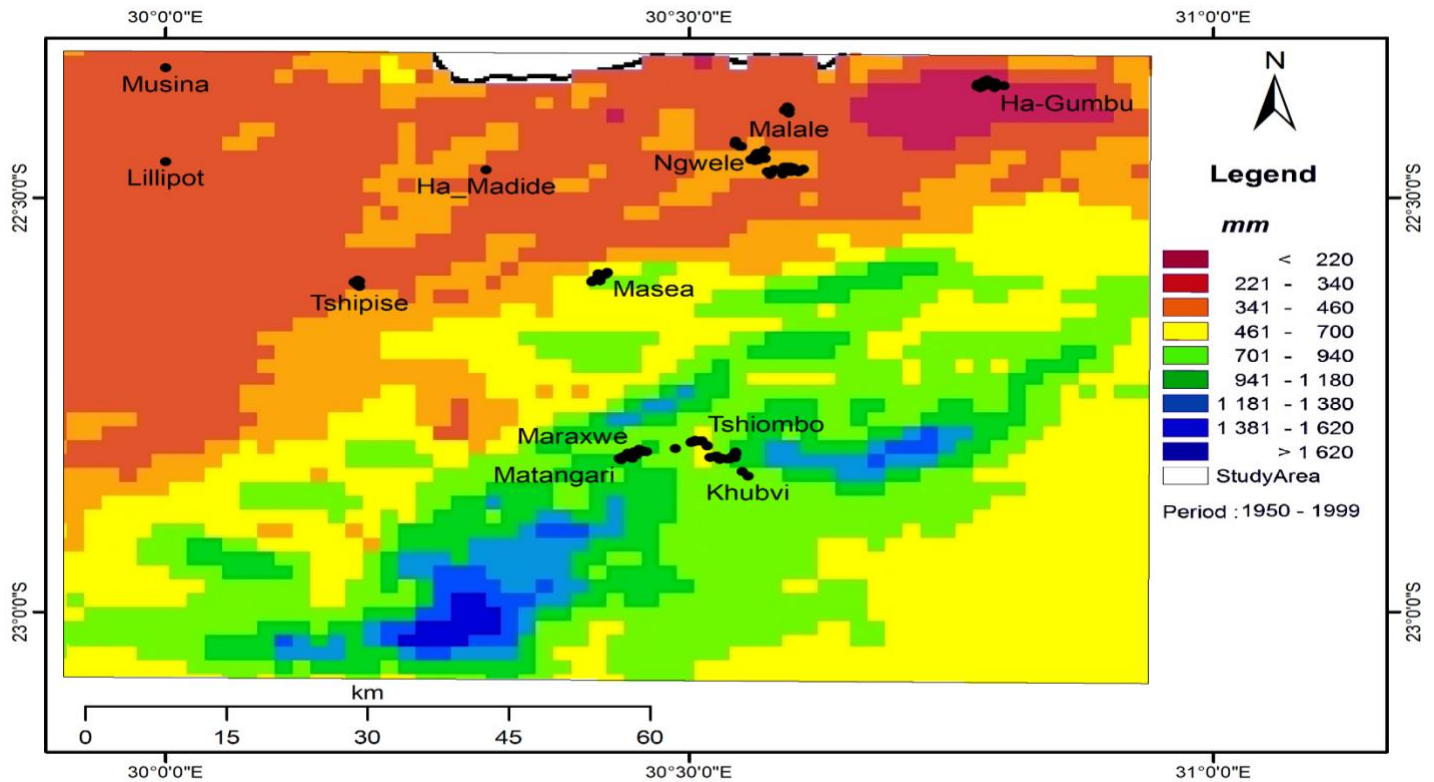 30°0'0"E
30°30'0"E
31°0'0"E
Musina
Ha-Gumbu
Malale
Ngwele
Lillipot
Ha_Madide
22°30'0"S
22°30'0"S
Tshipise
Masea
Maraxwe
Tshiombo
Matangari
Khubvi
23°0'0"S
23°0'0"S
N
Legend
mm
< 220
221 - 340
341 - 460
461 - 700
701 - 940
941 - 1 180
1 181 - 1 380
1 381 - 1 620
> 1 620
StudyArea
Period : 1950 - 1999
km
0 15 30 45 60
30°0'0"E
30°30'0"E
31°0'0"E